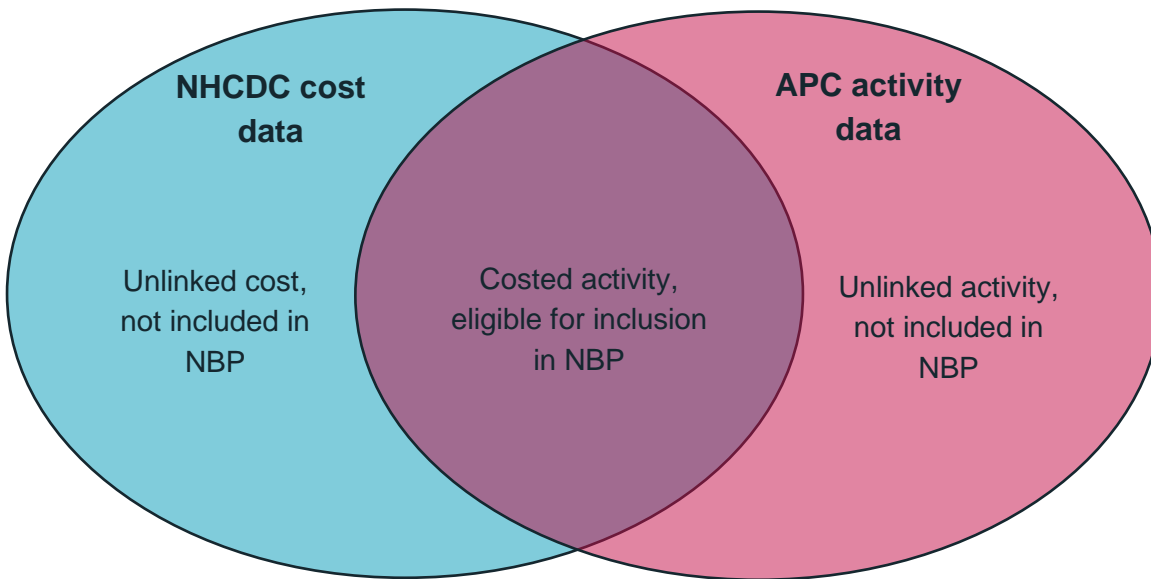 NHCDC cost
data
APC activity
data
Unlinked cost,
not included in
NBP
Costed activity,
eligible for inclusion
in NBP
Unlinked activity,
not included in
NBP